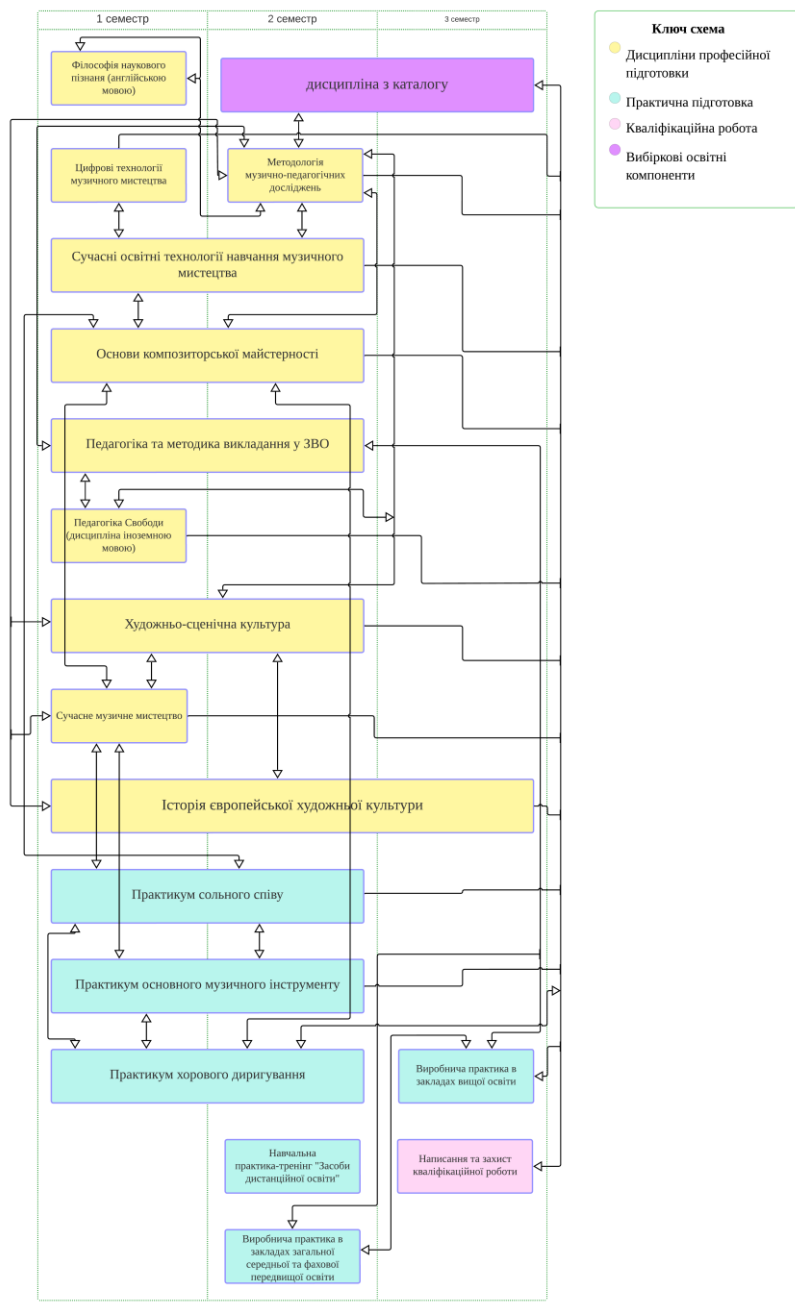 1 семестр
2 семестр
3 семестр
Філософія наукового
пізнаня (англійською
мовою)
дисципліна з каталогу
Цифрові технології
музичного мистецтва
Методологія
музично-педагогічних
досліджень
Сучасні освітні технології навчання музичного
мистецтва
Основи композиторської майстерності
Педагогіка та методика викладання у ЗВО
Педагогіка Свободи
(дисципліна іноземною
мовою)
Художньо-сценічна культура
Сучасне музичне мистецтво
Історія європейської художньої культури
Практикум сольного співу
Практикум основного музичного інструменту
Практикум хорового диригування
Виробнича практика в
закладах вищої освіти
Навчальна
практика-тренінг "Засоби
дистанційної освіти"
Написання та захист
кваліфікаційної роботи
Виробнича практика в
закладах загальної
середньої та фахової
передвищої освіти
Ключ схема
Дисципліни професійної
підготовки
Практична підготовка
Кваліфікаційна робота
Вибіркові освітні
компоненти